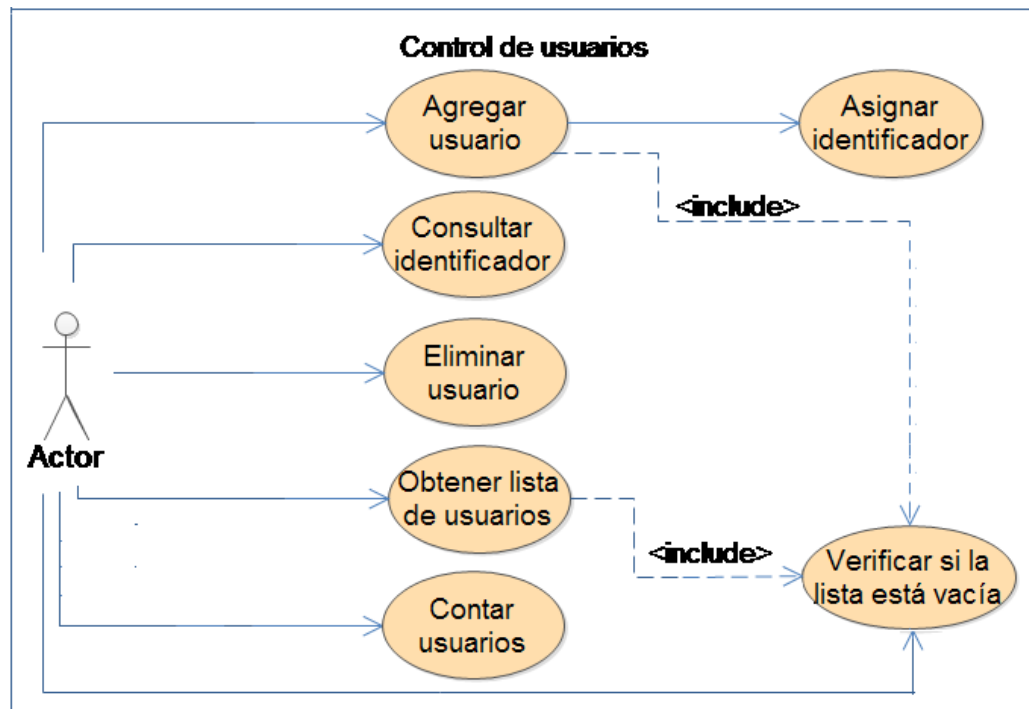 Control de usuarios
Agregar
usuario
Asignar
identificador
<include>
Consultar
identificador
Eliminar
usuario
Actor
Obtener lista
de usuarios
<include>
Verificar si la
lista está vacía
Contar
usuarios